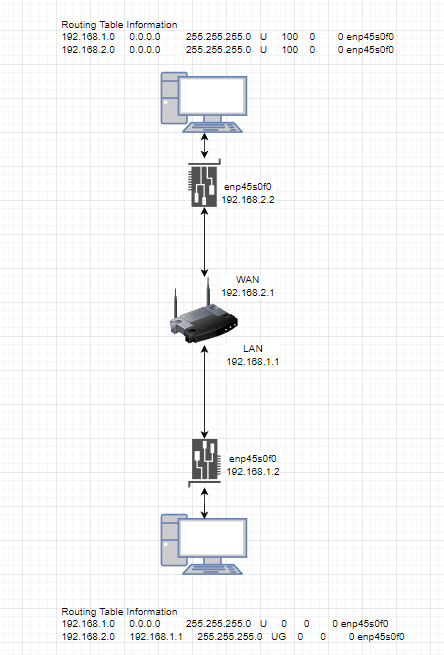 Routing Table Information
192.168.1.0 0.0.0.0 255.255.255.0 U 100 0 0 enp45s0f0
192.168.2.0 0.0.0.0 255.255.255.0 U 100 0 0 enp45s0f0
enp45s0f0
192.168.2.2
WAN
192.168.2.1
LAN
192.168.1.1
enp45s0f0
192.168.1.2
Routing Table Information
192.168.1.0 0.0.0.0 255.255.255.0 U 0 0 0 enp45s0f0
192.168.2.0 192.168.1.1 255.255.255.0 UG 0 0 0 enp45s0f0